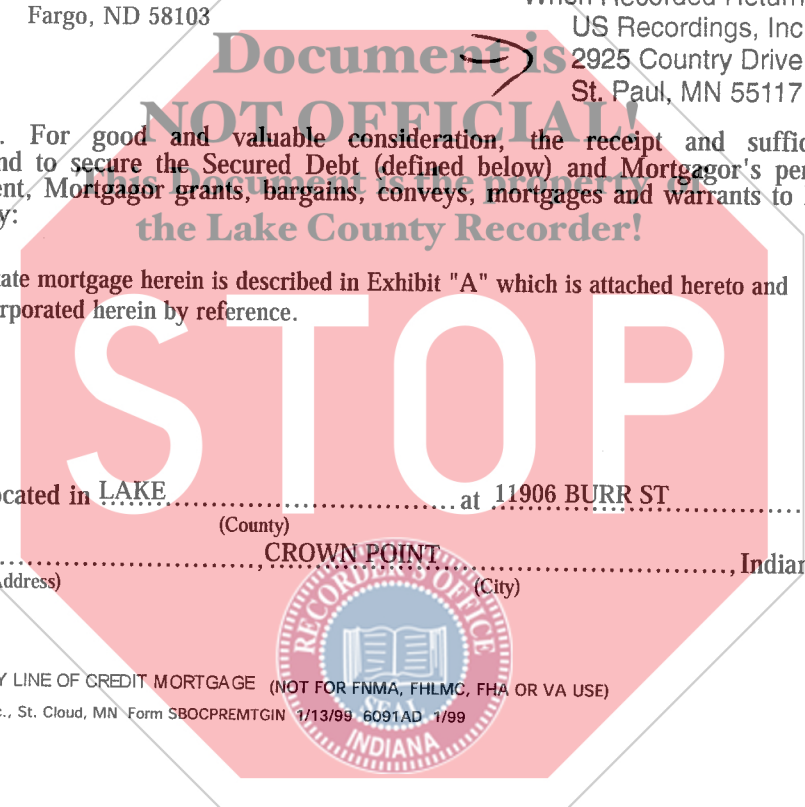 Fargo, ND 58103
When Recorded Return
US Recordings, Inc
2925 Country Drive
St. Paul, MN 55117
Document is
NOT OFFICIAL!
This Document is the property of
the Lake County Recorder!
. For good and valuable consideration, the receipt and suffic
nd to secure the Secured Debt (defined below) and Mortgagor's per
ent, Mortgagor grants, bargains, conveys, mortgages and warrants to
y:
tate mortgage herein is described in Exhibit "A" which is attached hereto and
rporated herein by reference.
STOP
ocated in LAKE at 11906 BURR ST
(County)
, CROWN POINT, Indian
Address) (City)
RECORDER'S OFFICE
SEAL
INDIANA
Y LINE OF CREDIT MORTGAGE (NOT FOR FNMA, FHLMC, FHA OR VA USE)
c., St. Cloud, MN Form SBOCPREMTGIN 1/13/99 6091AD 1/99